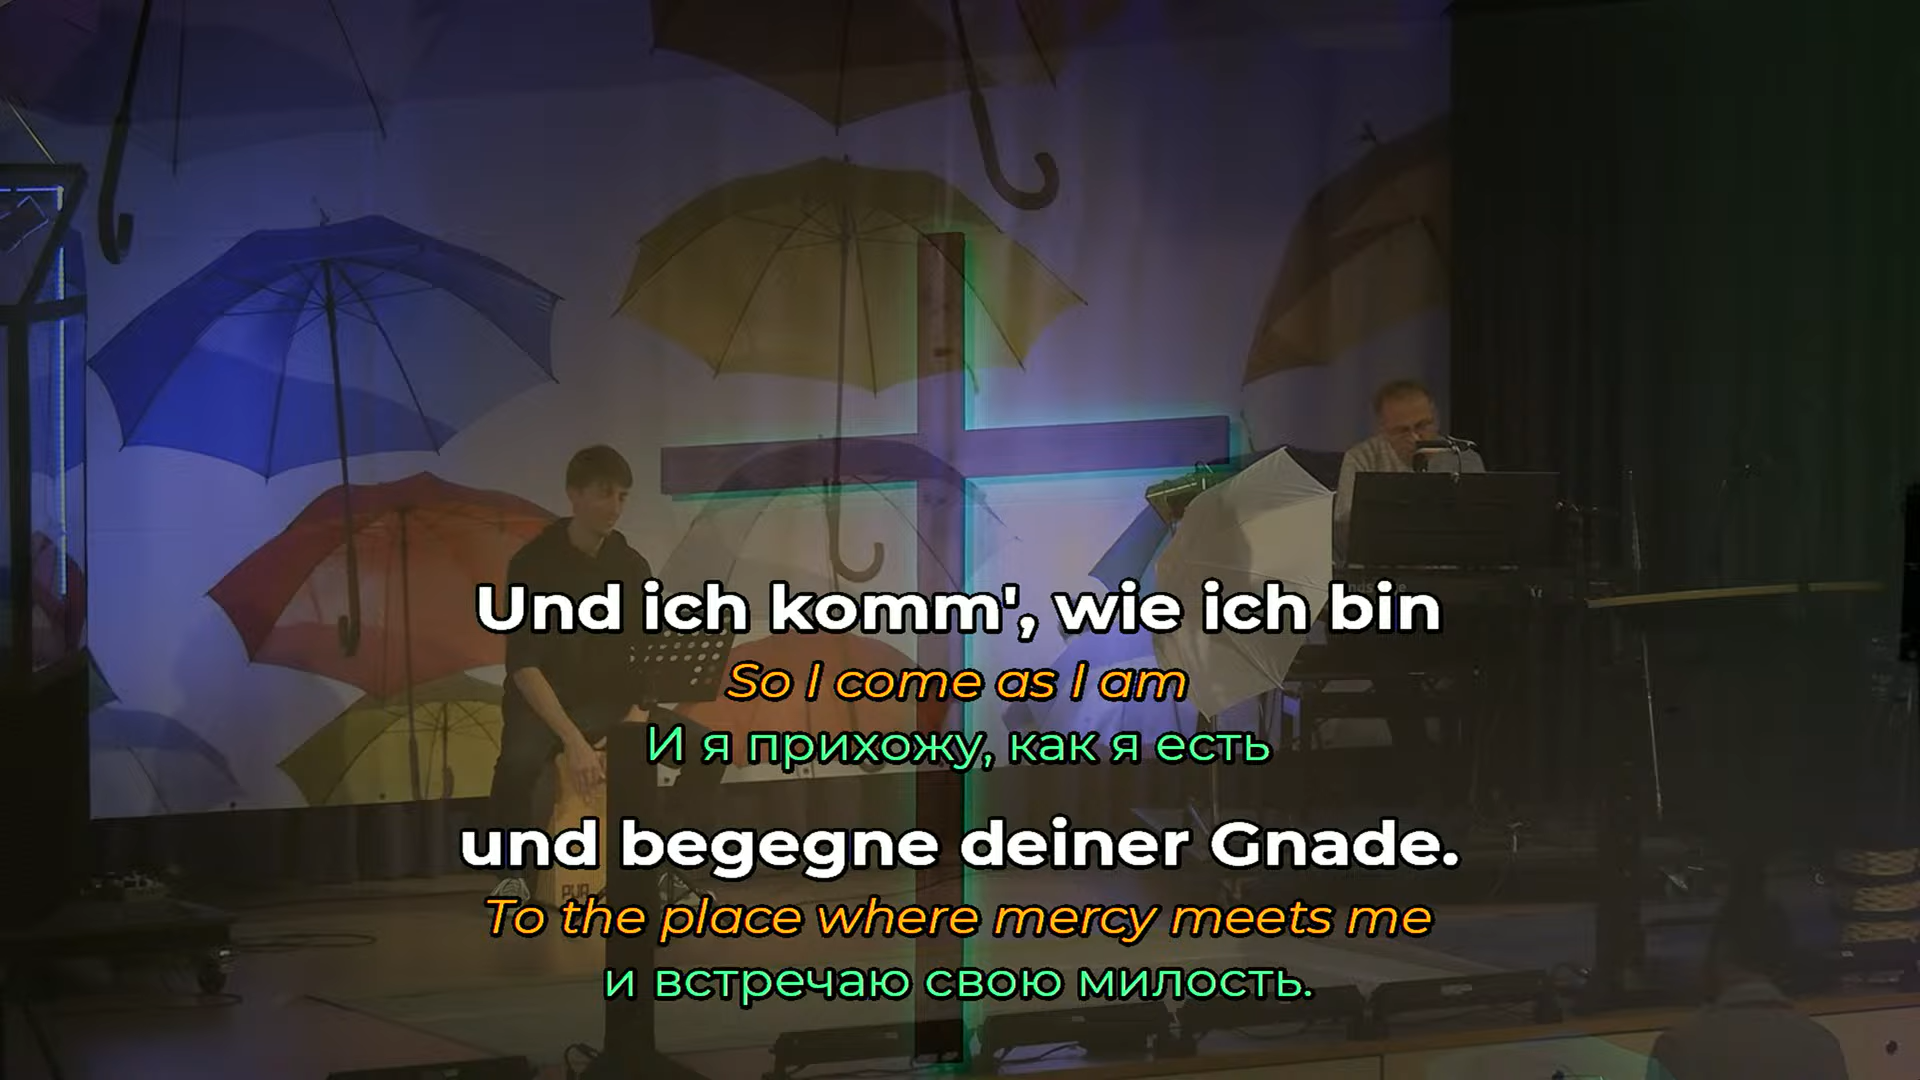 Und ich komm', wie ich bin
So I come as I am
И я прихожу, как я есть
und begegne deiner Gnade.
To the place where mercy meets me
и встречаю свою милость.